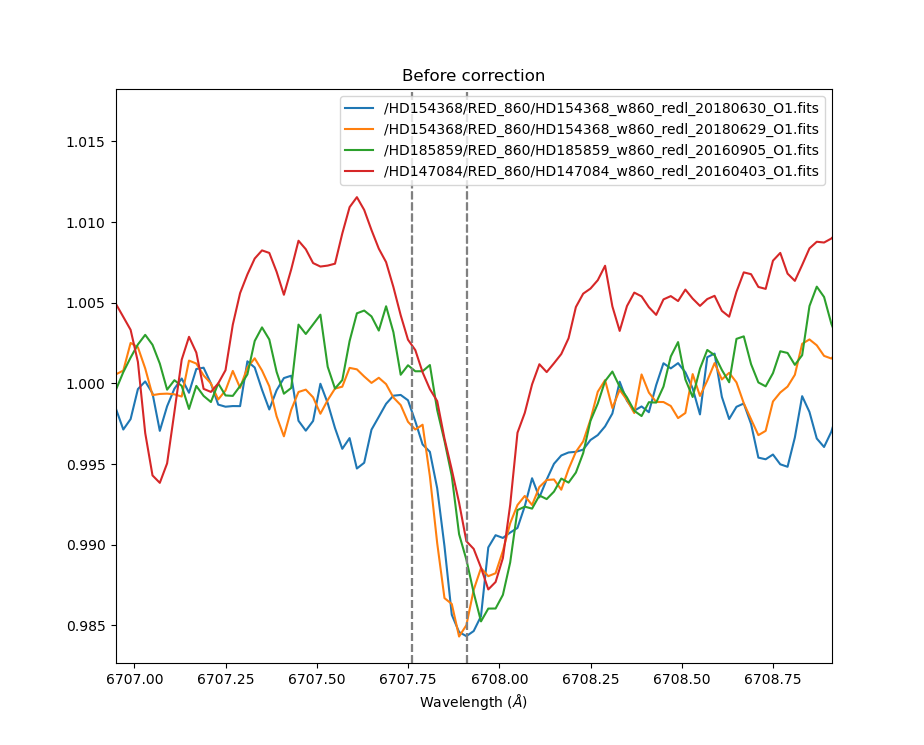 Before correction
/HD154368/RED_860/HD154368_w860_redl_20180630_O1.fits
/HD154368/RED_860/HD154368_w860_redl_20180629_O1.fits
/HD185859/RED_860/HD185859_w860_redl_20160905_O1.fits
/HD147084/RED_860/HD147084_w860_redl_20160403_O1.fits
1.015
1.010
1.005
1.000
0.995
0.990
0.985
6707.00 6707.25 6707.50 6707.75 6708.00 6708.25 6708.50 6708.75
Wavelength (Å)